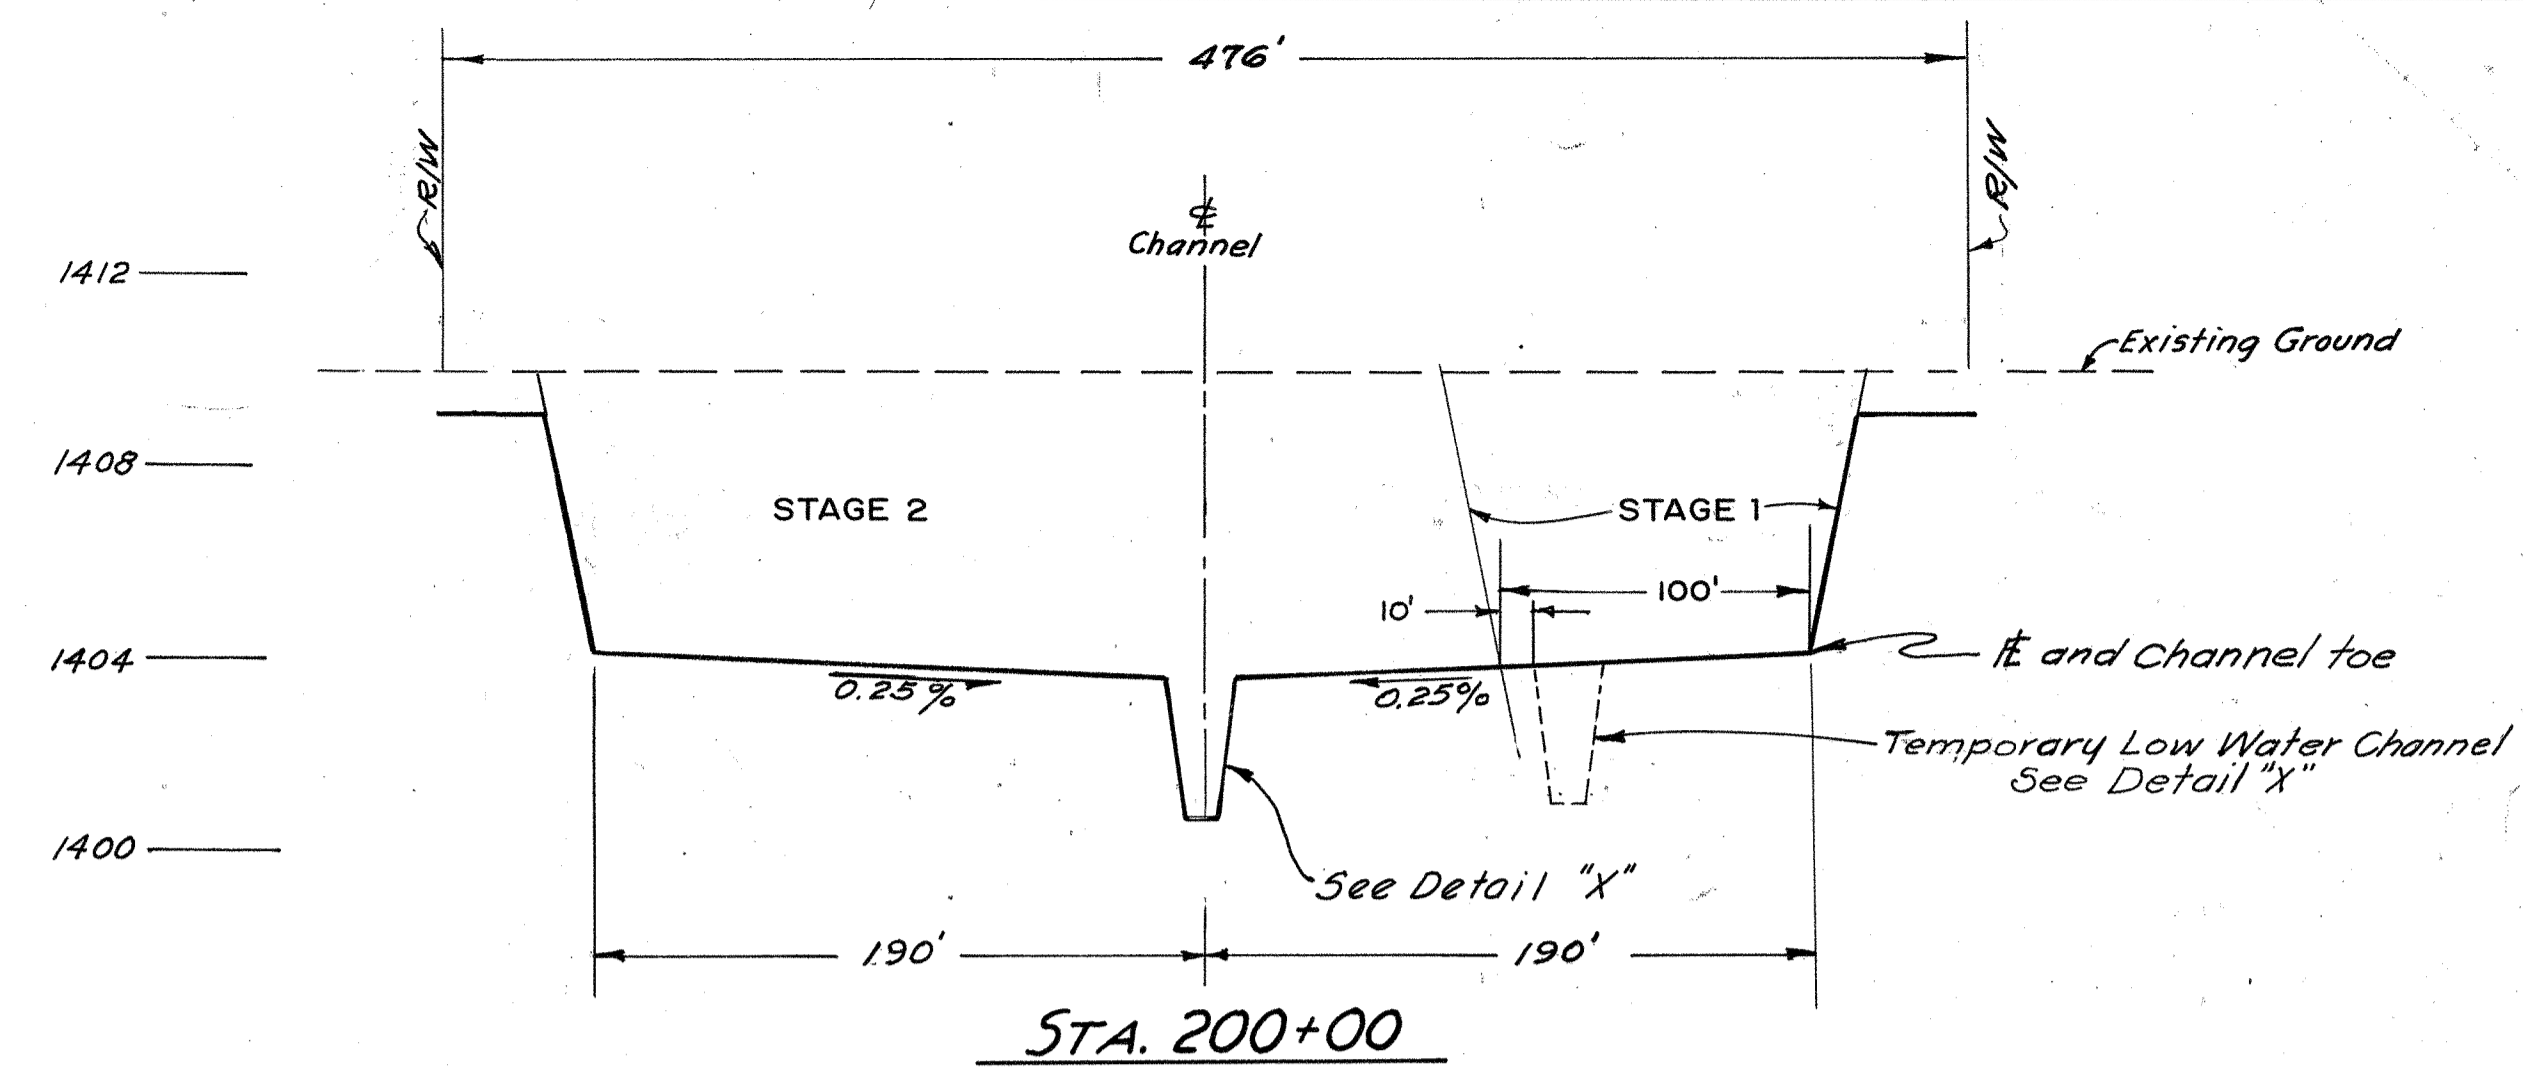 476'
R/W
R/W
℄
Channel
1412
Existing Ground
1408
STAGE 2
STAGE 1
100'
10'
1404
and Channel toe
0.25%
0.25%
Temporary Low Water Channel
See Detail "X"
1400
See Detail "X"
190'
190'
STA. 200+00